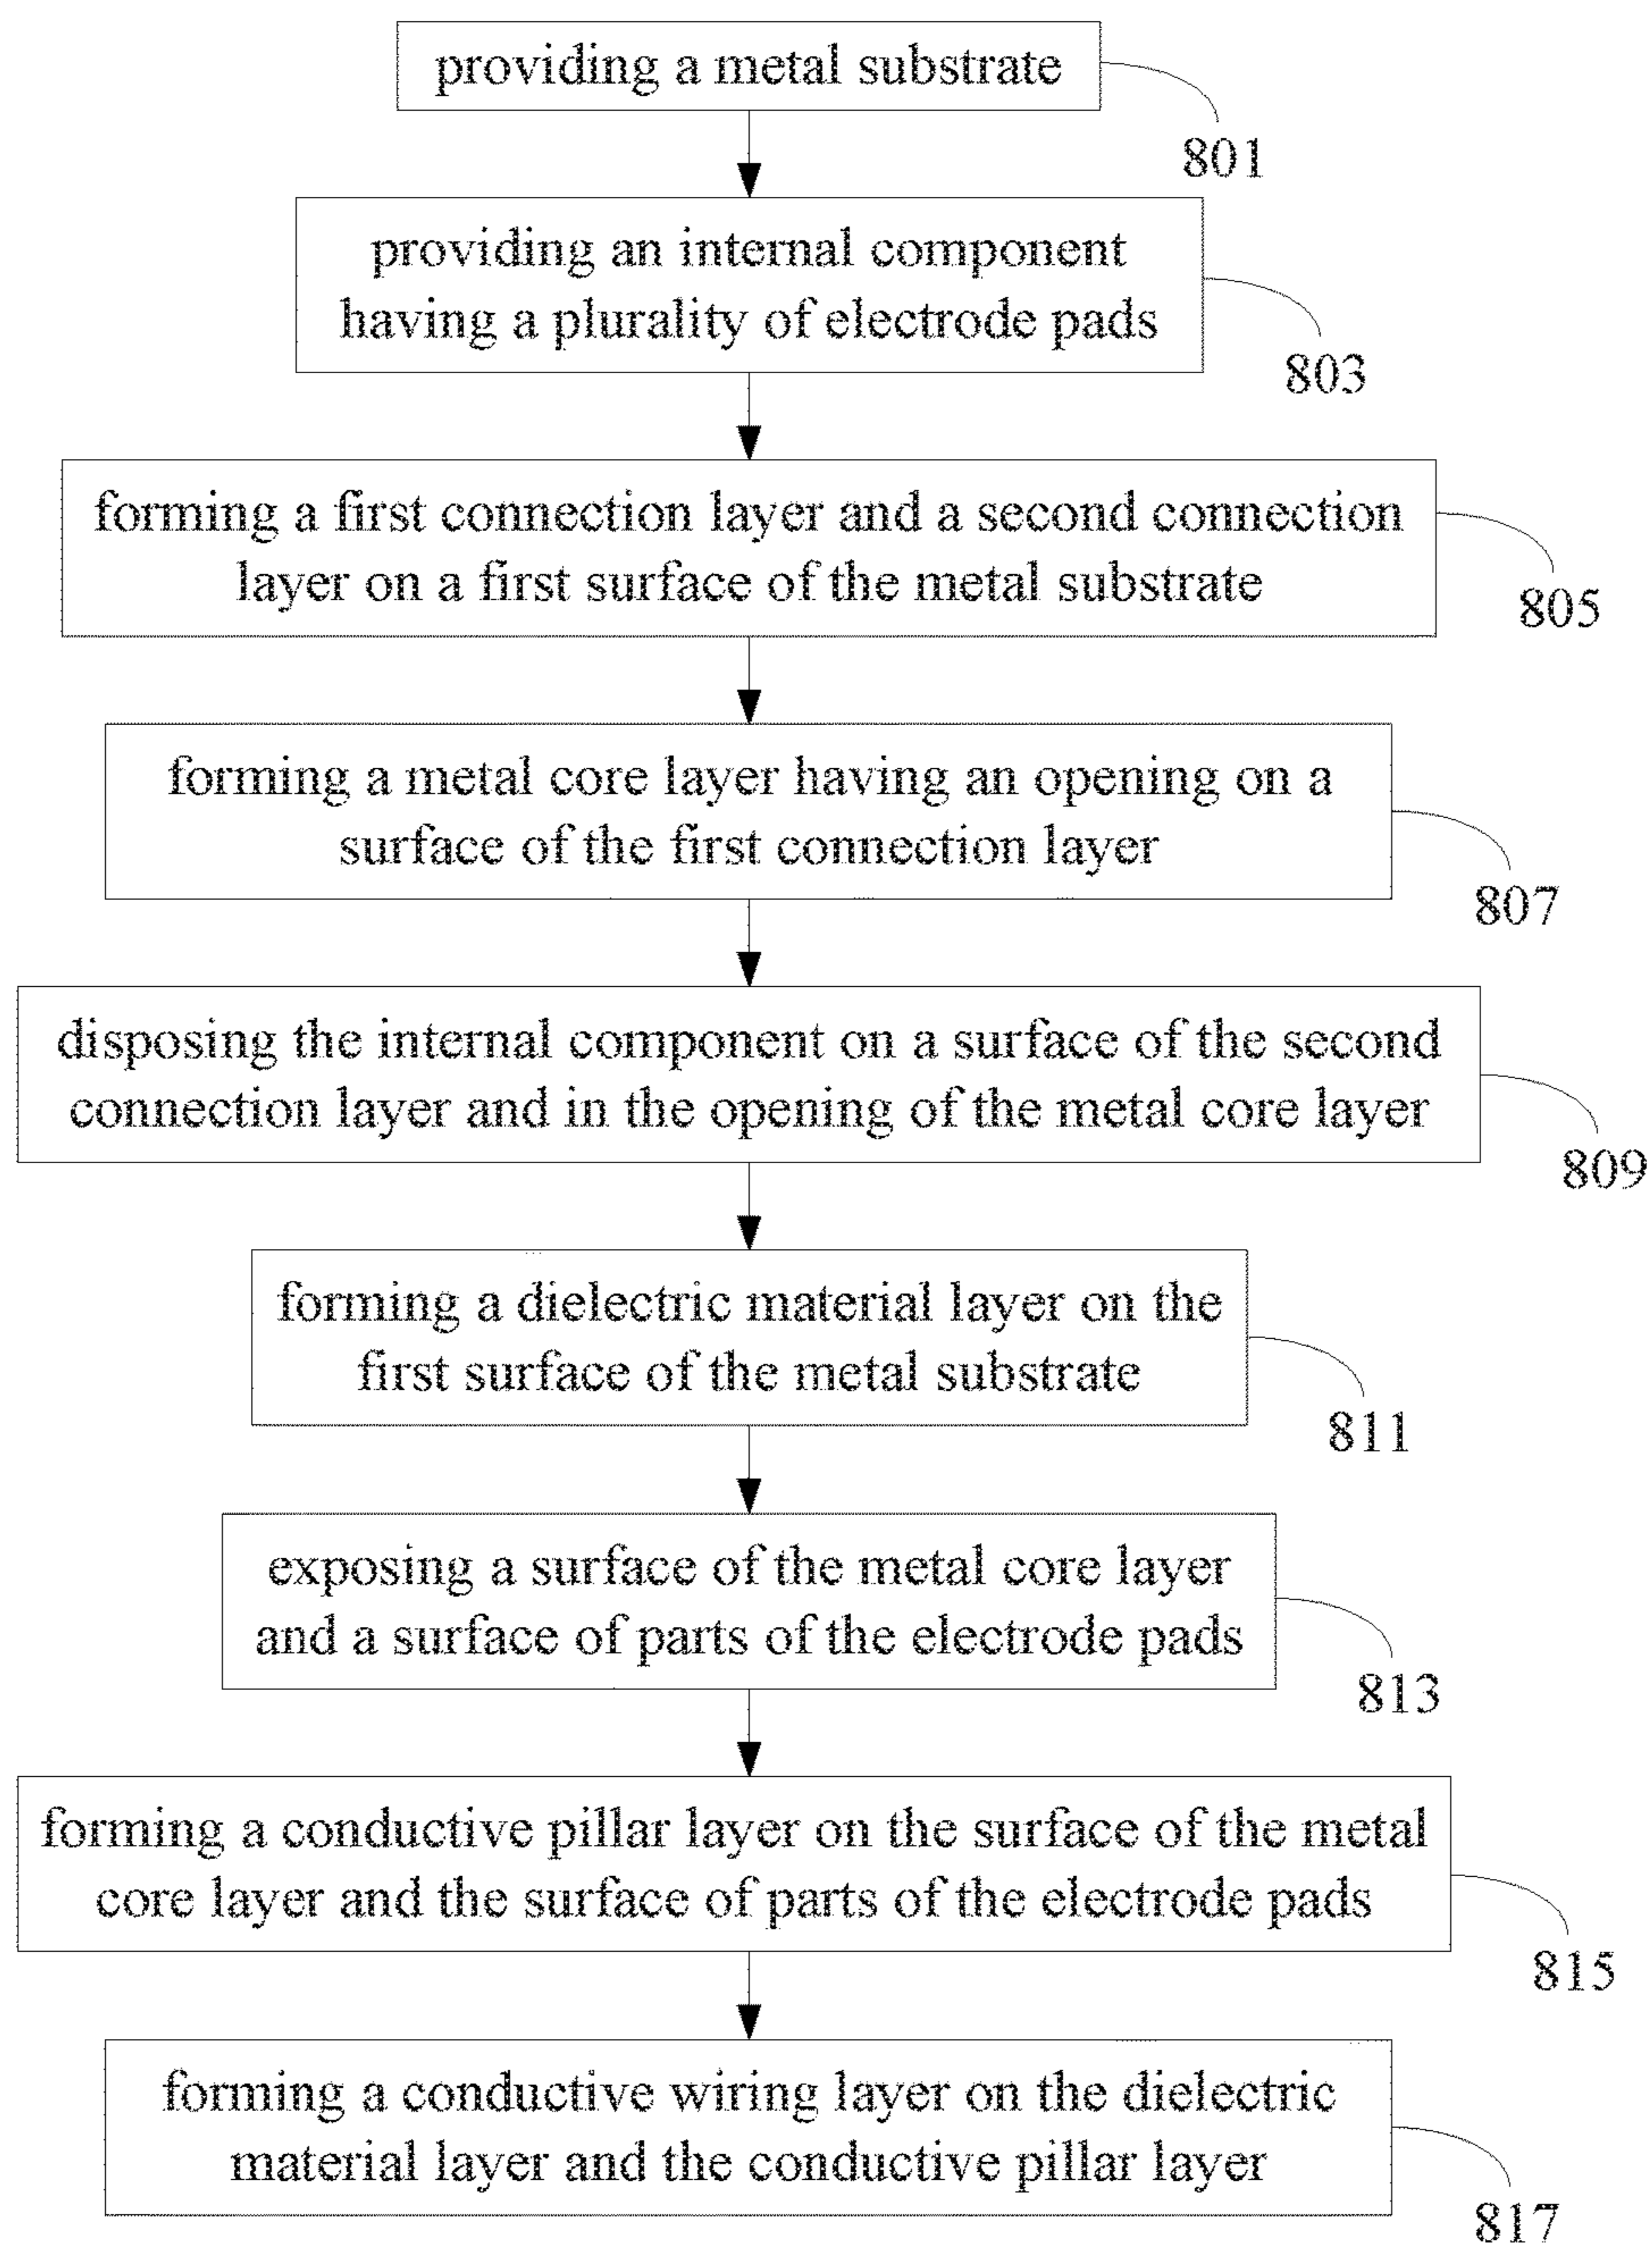 providing a metal substrate
801
providing an internal component
having a plurality of electrode pads
803
forming a first connection layer and a second connection
layer on a first surface of the metal substrate
805
forming a metal core layer having an opening on a
surface of the first connection layer
807
disposing the internal component on a surface of the second
connection layer and in the opening of the metal core layer
809
forming a dielectric material layer on the
first surface of the metal substrate
811
exposing a surface of the metal core layer
and a surface of parts of the electrode pads
813
forming a conductive pillar layer on the surface of the metal
core layer and the surface of parts of the electrode pads
815
forming a conductive wiring layer on the dielectric
material layer and the conductive pillar layer
817